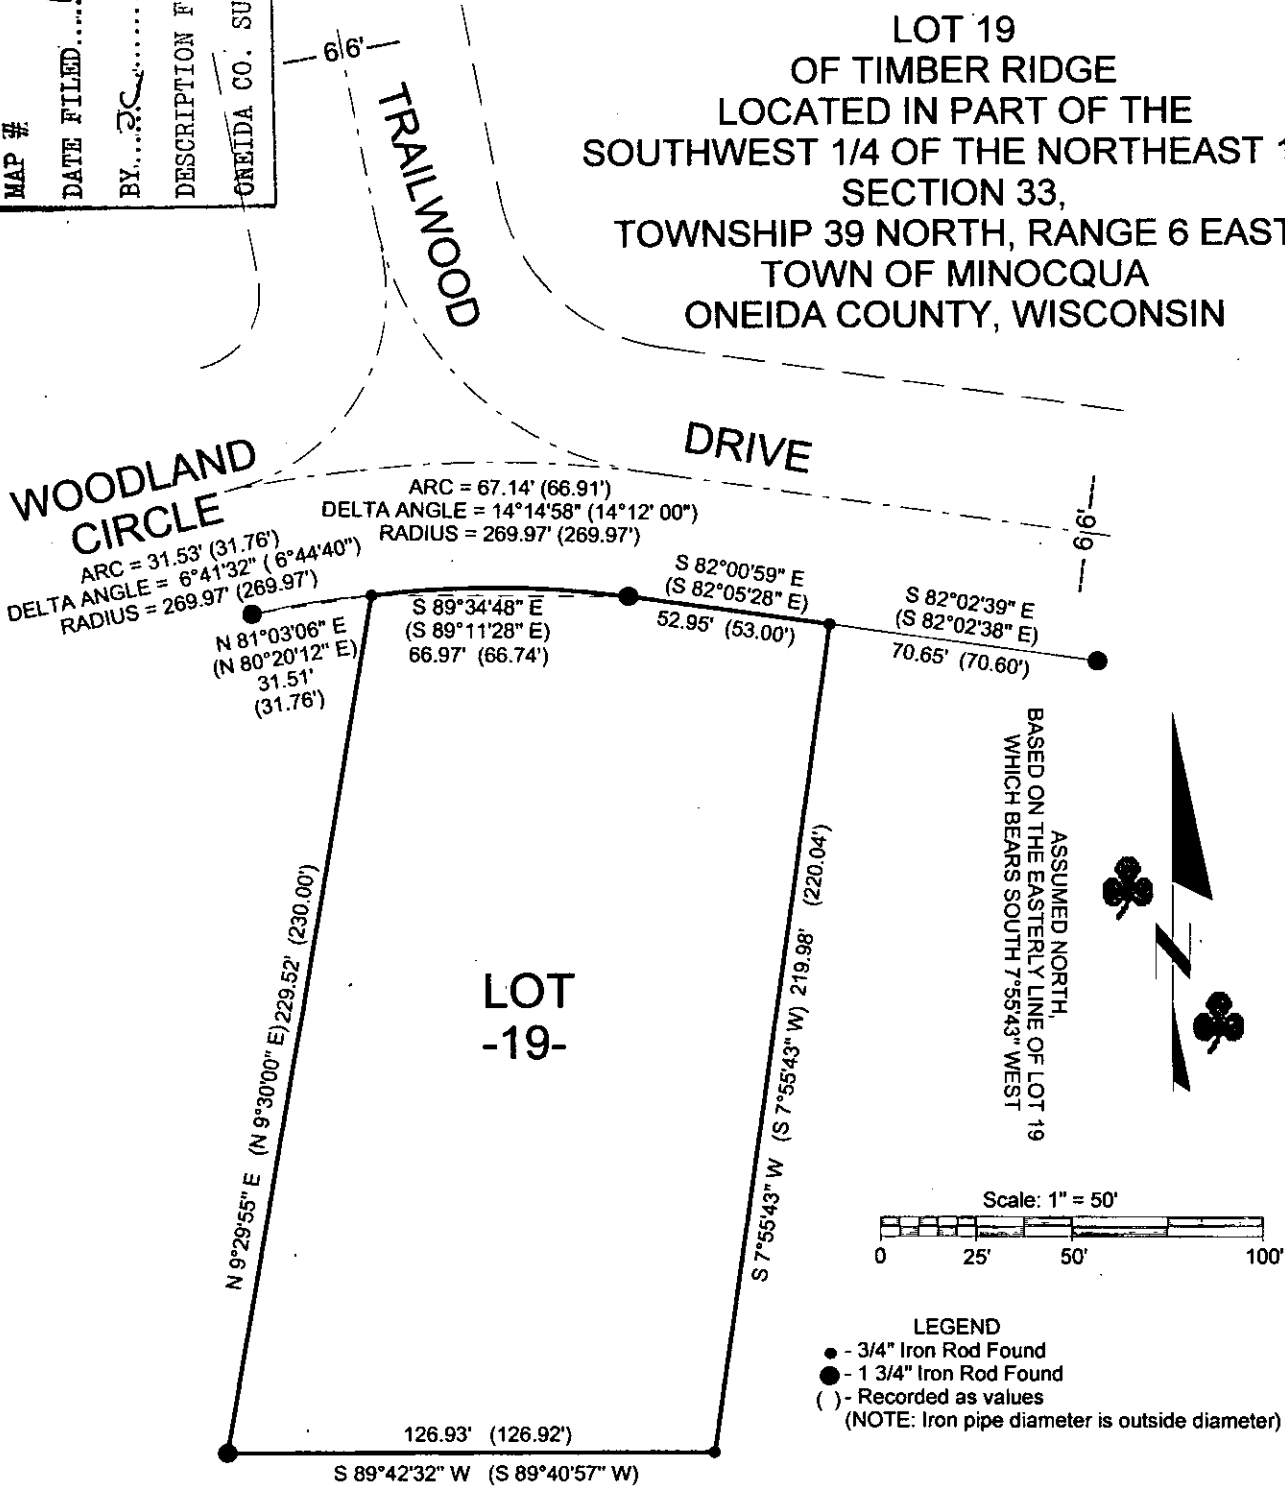 MAP #
DATE FILED....
BY....JC......
DESCRIPTION F
ONEIDA CO. SU
LOT 19
OF TIMBER RIDGE
LOCATED IN PART OF THE
SOUTHWEST 1/4 OF THE NORTHEAST 1
SECTION 33,
TOWNSHIP 39 NORTH, RANGE 6 EAST
TOWN OF MINOCQUA
ONEIDA COUNTY, WISCONSIN
66'
TRAILWOOD
DRIVE
WOODLAND
CIRCLE
ARC = 67.14' (66.91')
DELTA ANGLE = 14°14'58" (14°12' 00")
RADIUS = 269.97' (269.97')
66'
ARC = 31.53' (31.76')
DELTA ANGLE = 6°41'32" ( 6°44'40")
RADIUS = 269.97' (269.97')
N 81°03'06" E
(N 80°20'12" E)
31.51'
(31.76')
S 89°34'48" E
(S 89°11'28" E)
66.97' (66.74')
S 82°00'59" E
(S 82°05'28" E)
52.95' (53.00')
S 82°02'39" E
(S 82°02'38" E)
70.65' (70.60')
N 9°29'55" E (N 9°30'00" E) 229.52' (230.00')
LOT
-19-
S 7°55'43" W (S 7°55'43" W) 219.98' (220.04')
ASSUMED NORTH,
BASED ON THE EASTERLY LINE OF LOT 19
WHICH BEARS SOUTH 7°55'43" WEST
N
Scale: 1" = 50'
0 25' 50' 100'
LEGEND
- 3/4" Iron Rod Found
- 1 3/4" Iron Rod Found
( ) - Recorded as values
(NOTE: Iron pipe diameter is outside diameter)
126.93' (126.92')
S 89°42'32" W (S 89°40'57" W)